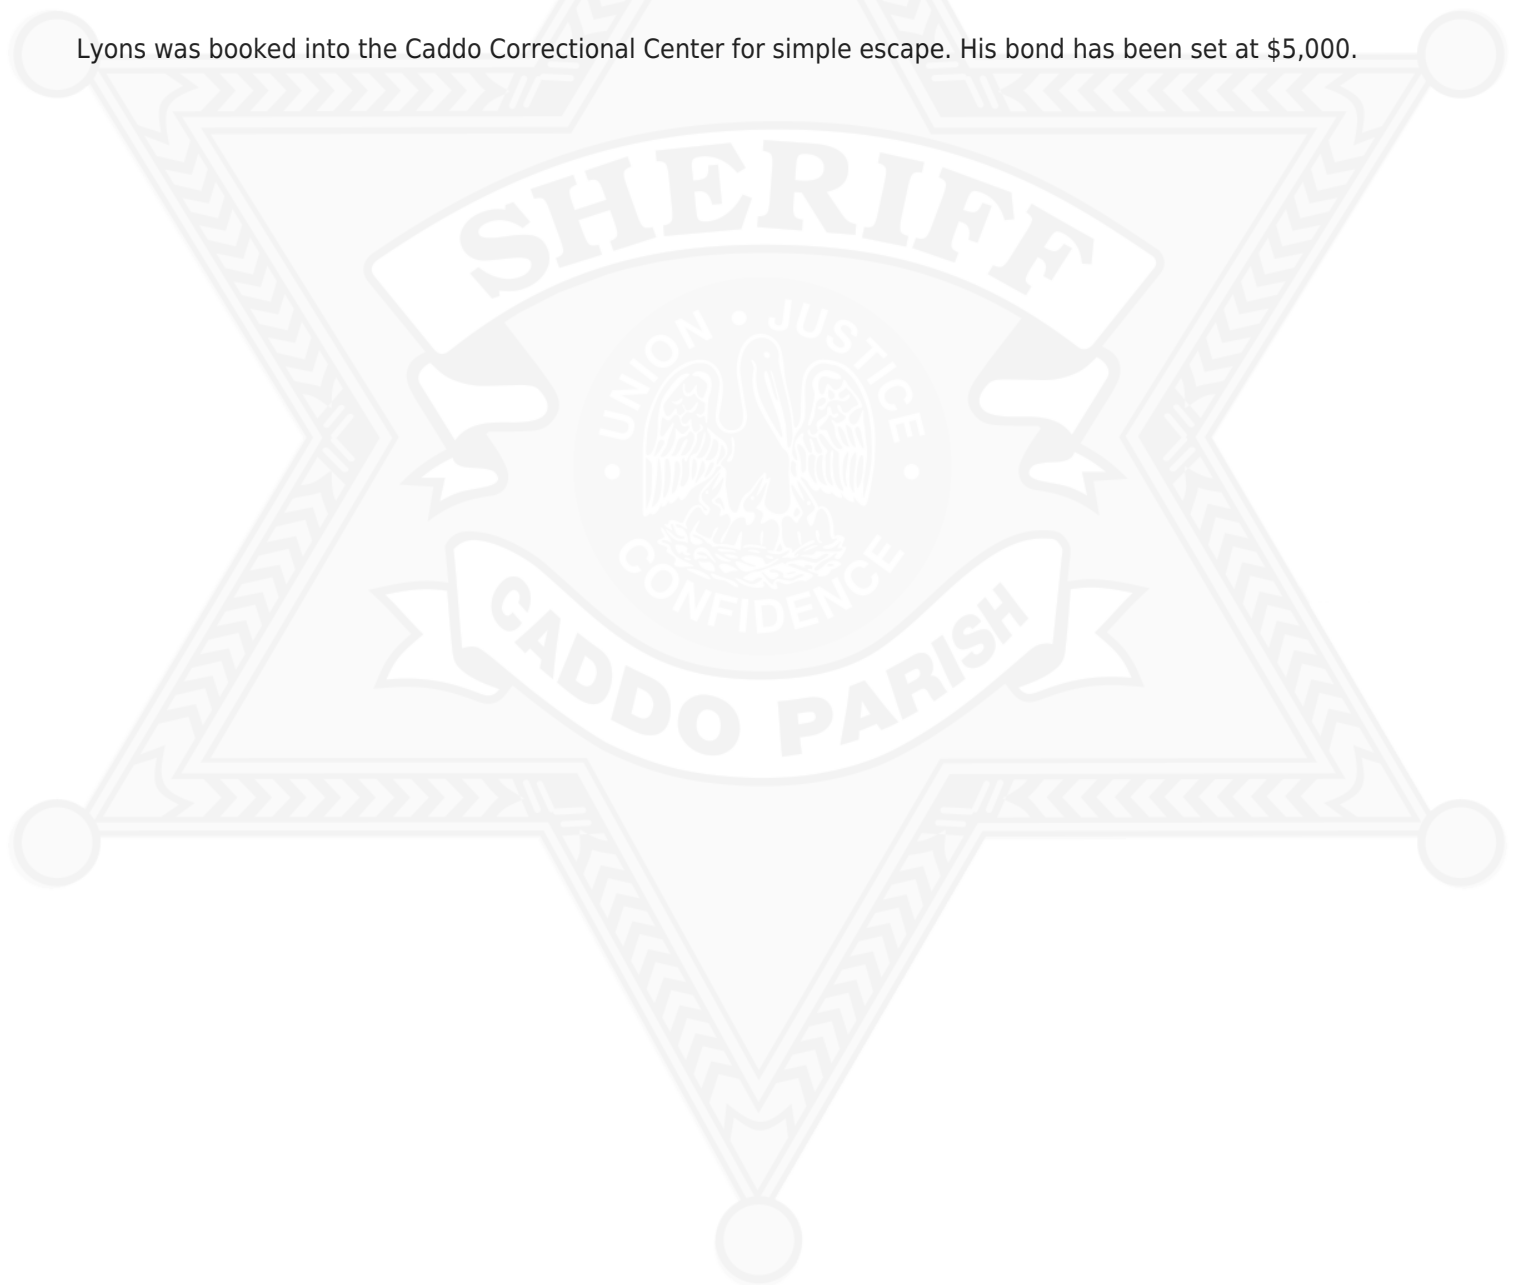 Lyons was booked into the Caddo Correctional Center for simple escape. His bond has been set at $5,000.
SHERIFF
UNION • JUSTICE
• CONFIDENCE •
CADDO PARISH